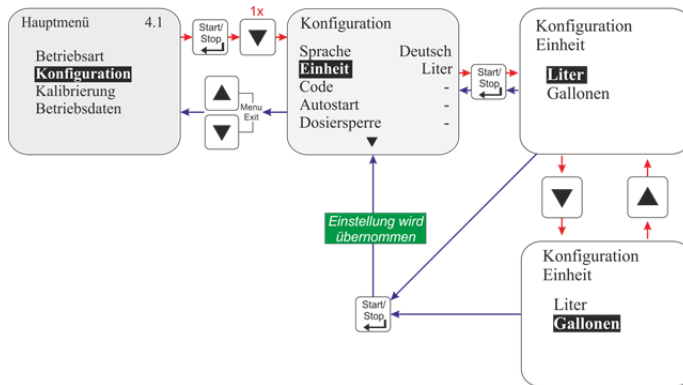 Hauptmenü 4.1
Betriebsart
Konfiguration
Kalibrierung
Betriebsdaten
Start/
Stop
1x
Menu
Exit
Konfiguration
Sprache Deutsch
Einheit Liter
Code -
Autostart -
Dosiersperre -
Start/
Stop
Konfiguration
Einheit
Liter
Gallonen
Einstellung wird
übernommen
Start/
Stop
Konfiguration
Einheit
Liter
Gallonen